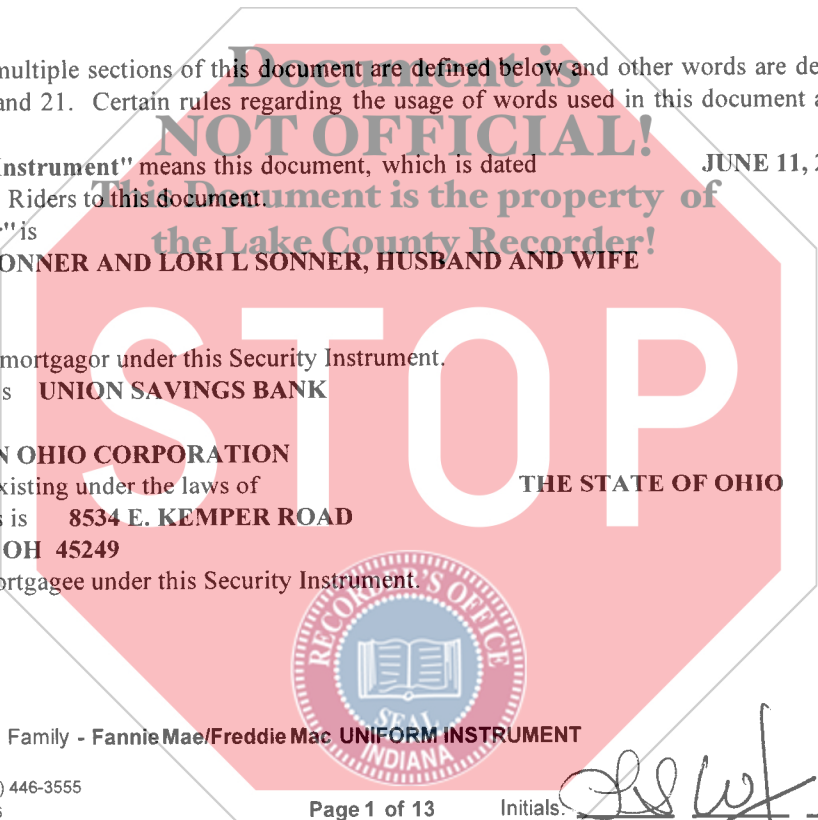 multiple sections of this document are defined below and other words are de
and 21. Certain rules regarding the usage of words used in this document a
Document is
NOT OFFICIAL!
This Document is the property of
the Lake County Recorder!
Instrument" means this document, which is dated JUNE 11, 2
Riders to this document.
" is
ONNER AND LORI L SONNER, HUSBAND AND WIFE
mortgagor under this Security Instrument.
s UNION SAVINGS BANK
STOP
N OHIO CORPORATION
xisting under the laws of THE STATE OF OHIO
s is 8534 E. KEMPER ROAD
OH 45249
ortgagee under this Security Instrument.
RECORDER'S OFFICE
SEAL
INDIANA
Family - Fannie Mae/Freddie Mac UNIFORM INSTRUMENT
) 446-3555
Page 1 of 13 Initials: